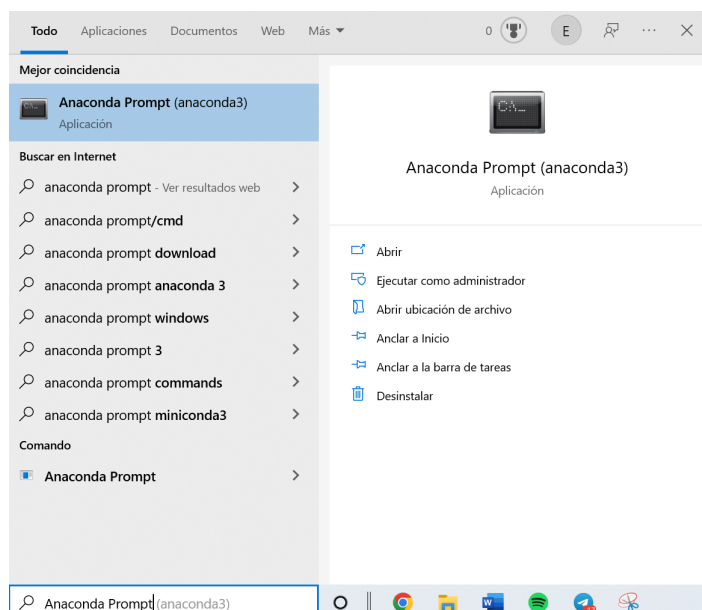 Todo Aplicaciones Documentos Web Más 0 E ...
Mejor coincidencia
Anaconda Prompt (anaconda3)
Aplicación
Buscar en Internet
anaconda prompt - Ver resultados web
anaconda prompt/cmd
anaconda prompt download
anaconda prompt anaconda 3
anaconda prompt windows
anaconda prompt 3
anaconda prompt commands
anaconda prompt miniconda3
Comando
Anaconda Prompt
Anaconda Prompt (anaconda3)
C:\_
Anaconda Prompt (anaconda3)
Aplicación
Abrir
Ejecutar como administrador
Abrir ubicación de archivo
Anclar a Inicio
Anclar a la barra de tareas
Desinstalar